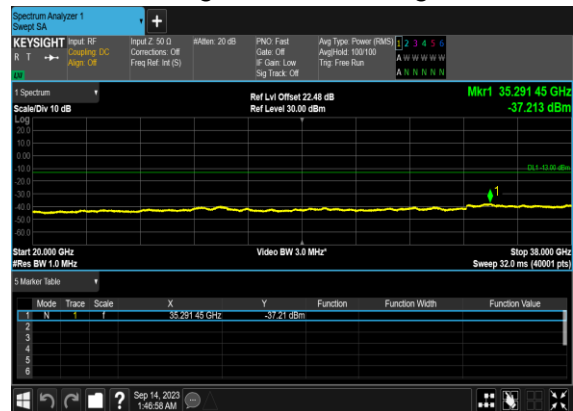 Spectrum Analyzer 1
Swept SA
+
KEYSIGHT Input: RF Input Z: 50 Ω #Atten: 20 dB PNO: Fast Avg Type: Power (RMS) 1 2 3 4 5 6
R T Coupling: DC Corrections: Off Gate: Off Avg|Hold: 100/100 A W W W W W
Align: Off Freq Ref: Int (S) IF Gain: Low Trig: Free Run
LW Sig Track: Off A N N N N N
1 Spectrum Ref Lvl Offset 22.48 dB Mkr1 35.291 45 GHz
Scale/Div 10 dB Ref Level 30.00 dBm -37.213 dBm
Log
20.0
10.0
0.00
-10.0 DL1 -13.00 dBm
-20.0
-30.0 1
-40.0
-50.0
-60.0
Start 20.000 GHz Video BW 3.0 MHz* Stop 38.000 GHz
#Res BW 1.0 MHz Sweep 32.0 ms (40001 pts)
5 Marker Table
Mode Trace Scale X Y Function Function Width Function Value
1 N 1 f 35.291 45 GHz -37.21 dBm
2
3
4
5
6
? Sep 14, 2023
1:46:58 AM